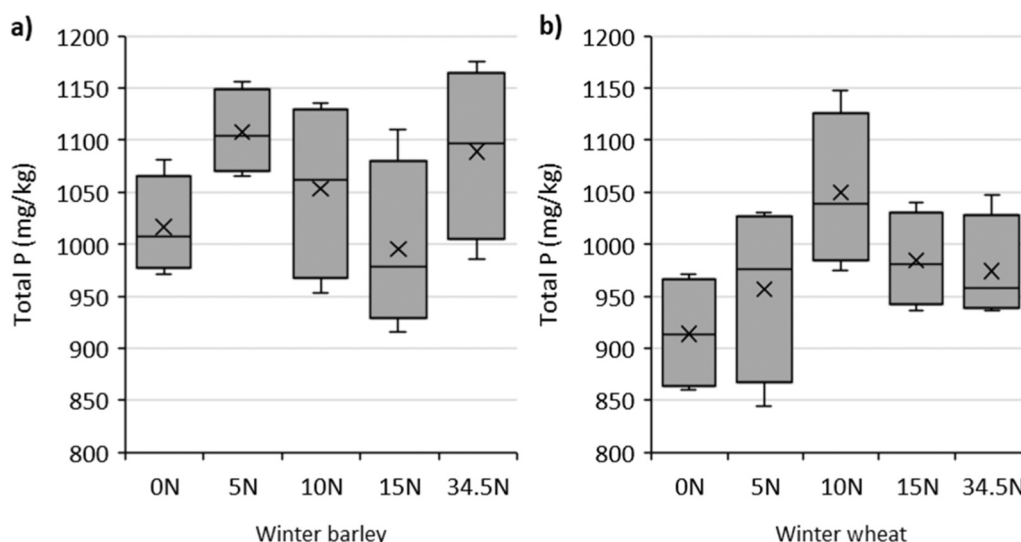 a)
Total P (mg/kg)
1200
1150
1100
1050
1000
950
900
850
800
0N 5N 10N 15N 34.5N
Winter barley
b)
Total P (mg/kg)
1200
1150
1100
1050
1000
950
900
850
800
0N 5N 10N 15N 34.5N
Winter wheat